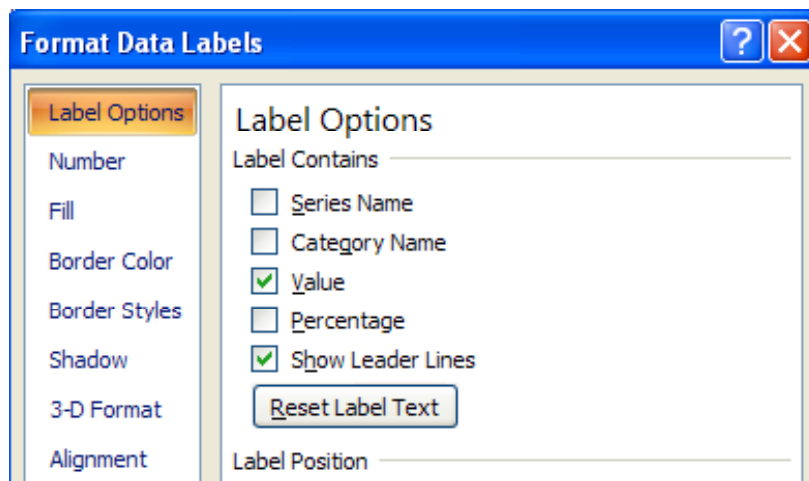 Format Data Labels
?
Label Options
Number
Fill
Border Color
Border Styles
Shadow
3-D Format
Alignment
Label Options
Label Contains
Series Name
Category Name
Value
Percentage
Show Leader Lines
Reset Label Text
Label Position